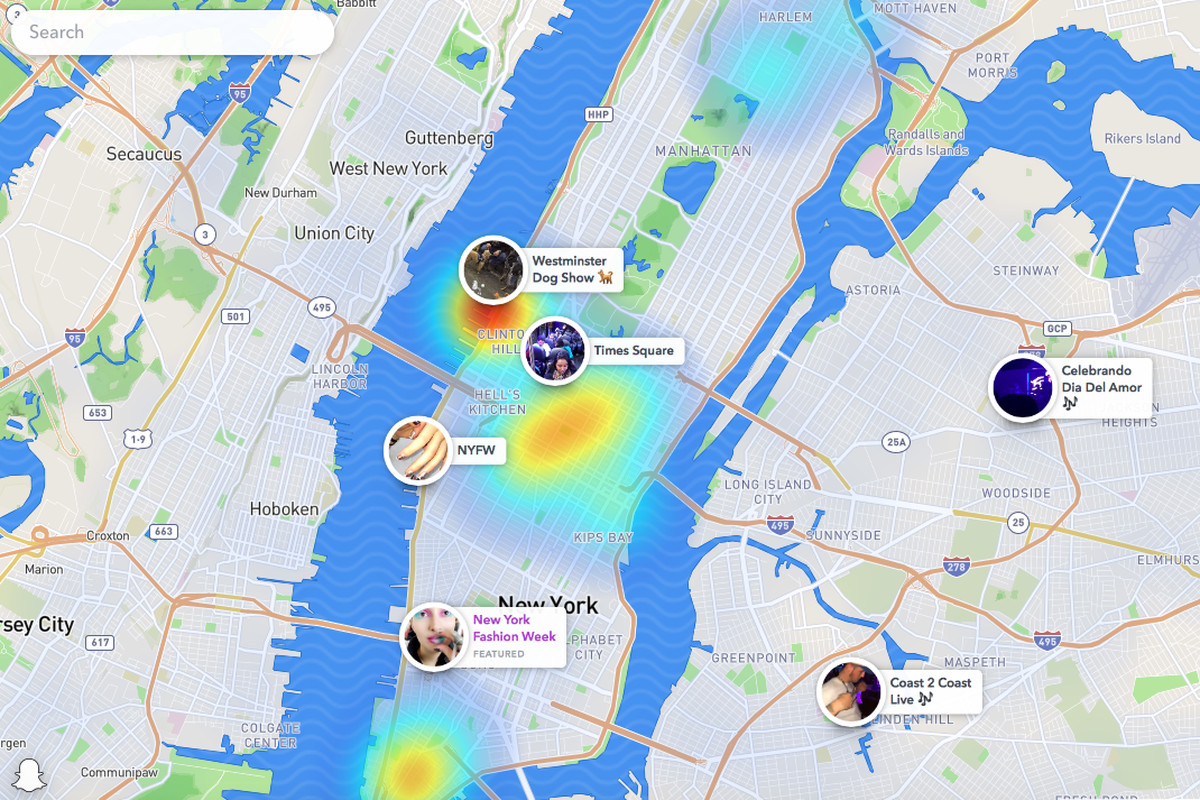 Babbitt
3
Search
HARLEM
MOTT HAVEN
PORT
MORRIS
95
HHP
Guttenberg
Secaucus
West New York
MANHATTAN
Randalls and
Wards Islands
Rikers Island
New Durham
3
Union City
Westminster
Dog Show
STEINWAY
ASTORIA
495
501
95
CLINTO
HILL
Times Square
GCP
LINCOLN
HARBOR
HELL'S
KITCHEN
Celebrando
Dia Del Amor
HEIGHTS
653
1-9
NYFW
25A
LONG ISLAND
CITY
WOODSIDE
Hoboken
495
25
663
Croxton
KIPS BAY
SUNNYSIDE
ELMHURS
Marion
278
New York
rsey City
617
New York
Fashion Week
FEATURED
LPHABET
CITY
495
GREENPOINT
MASPETH
Coast 2 Coast
Live
LINDEN HILL
COLGATE
CENTER
rgen
Communipaw